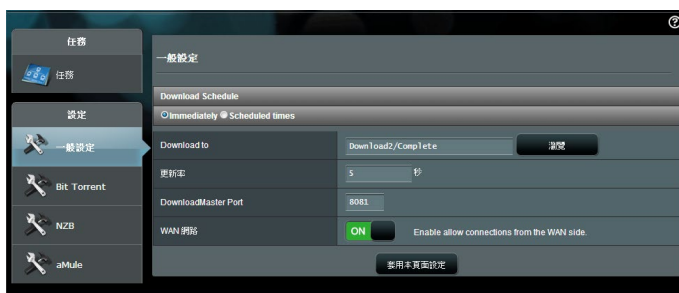 任務
任務
設定
一般設定
Bit Torrent
NZB
aMule
一般設定
Download Schedule
Immediately Scheduled times
Download to Download2/Complete 瀏覽
更新率 5 秒
DownloadMaster Port 8081
WAN 網路 ON Enable allow connections from the WAN side.
套用本頁面設定
?